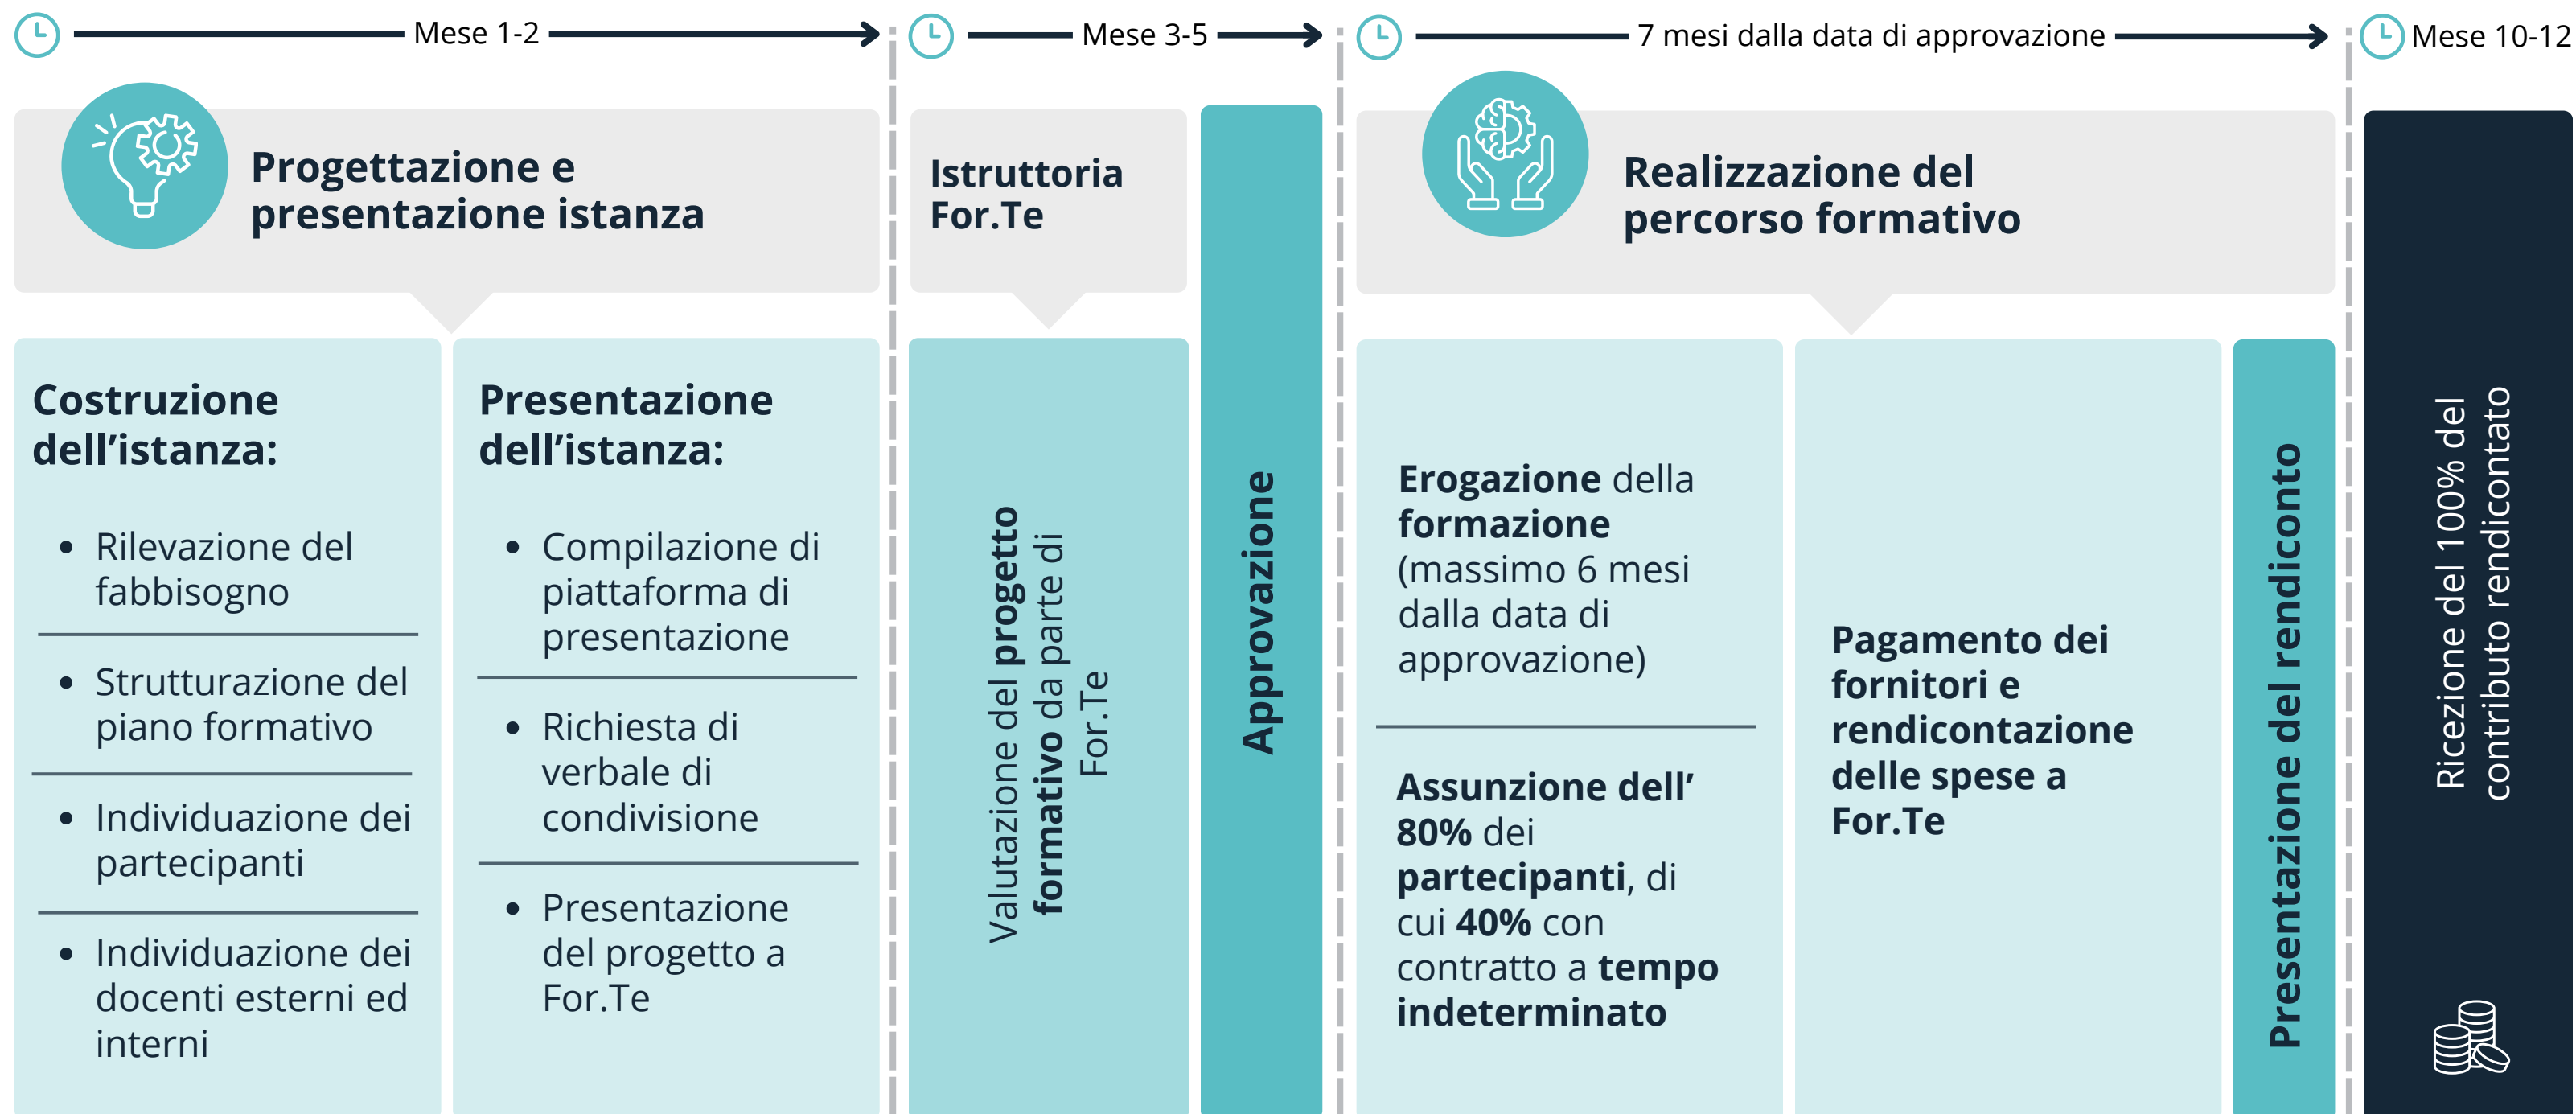 Mese 1-2
Mese 3-5
7 mesi dalla data di approvazione
Mese 10-12
Progettazione e
presentazione istanza
Costruzione
dell’istanza:
• Rilevazione del
fabbisogno
• Strutturazione del
piano formativo
• Individuazione dei
partecipanti
• Individuazione dei
docenti esterni ed
interni
Presentazione
dell’istanza:
• Compilazione di
piattaforma di
presentazione
• Richiesta di
verbale di
condivisione
• Presentazione
del progetto a
For.Te
Istruttoria
For.Te
Valutazione del progetto
formativo da parte di
For.Te
Approvazione
Realizzazione del
percorso formativo
Erogazione della
formazione
(massimo 6 mesi
dalla data di
approvazione)
Assunzione dell’
80% dei
partecipanti, di
cui 40% con
contratto a tempo
indeterminato
Pagamento dei
fornitori e
rendicontazione
delle spese a
For.Te
Presentazione del rendiconto
Ricezione del 100% del
contributo rendicontato